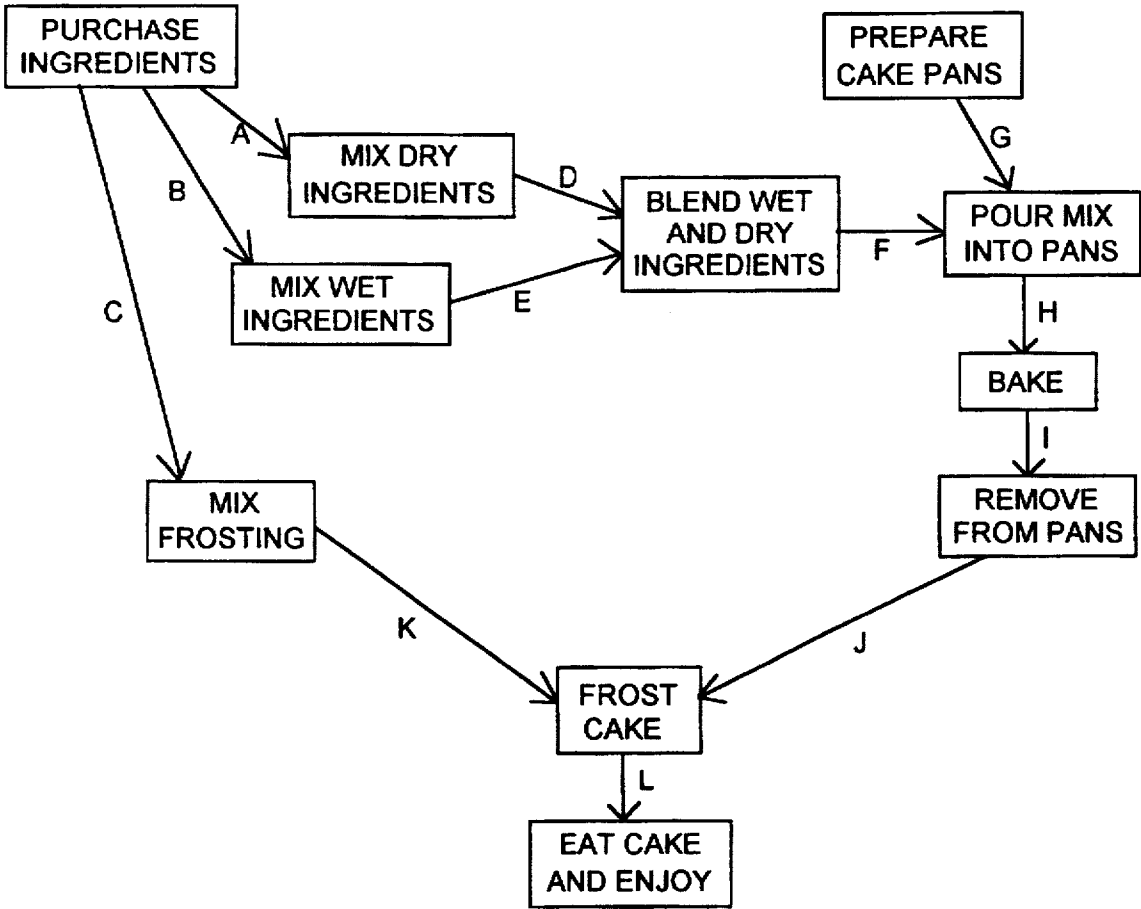 PURCHASE
INGREDIENTS
PREPARE
CAKE PANS
A
G
B
MIX DRY
INGREDIENTS
D
BLEND WET
AND DRY
INGREDIENTS
F
POUR MIX
INTO PANS
C
MIX WET
INGREDIENTS
E
H
BAKE
I
MIX
FROSTING
REMOVE
FROM PANS
K
J
FROST
CAKE
L
EAT CAKE
AND ENJOY